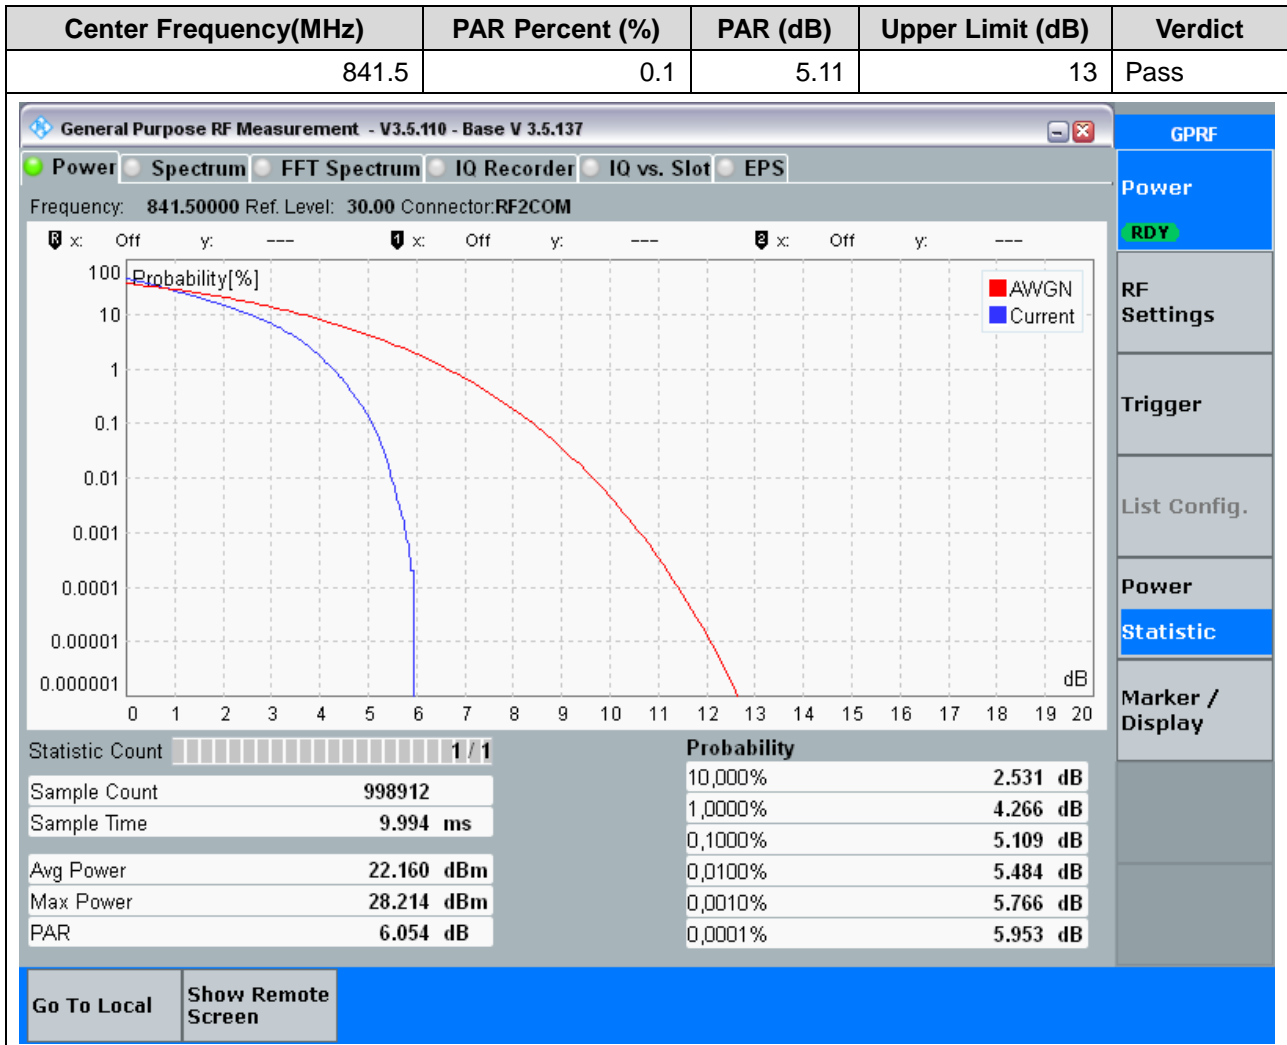 Center Frequency(MHz) PAR Percent (%) PAR (dB) Upper Limit (dB) Verdict
841.5 0.1 5.11 13 Pass
General Purpose RF Measurement - V3.5.110 - Base V 3.5.137
GPRF
Power Spectrum FFT Spectrum IQ Recorder IQ vs. Slot EPS
Power
RDY
Frequency: 841.50000 Ref. Level: 30.00 Connector:RF2COM
R x: Off y: --- 1 x: Off y: --- 2 x: Off y: ---
Probability[%]
AWGN
Current
100
10
1
0.1
0.01
0.001
0.0001
0.00001
0.000001
dB
0 1 2 3 4 5 6 7 8 9 10 11 12 13 14 15 16 17 18 19 20
RF
Settings
Trigger
List Config.
Power
Statistic
Marker /
Display
Statistic Count 1 / 1
Sample Count 998912
Sample Time 9.994 ms
Avg Power 22.160 dBm
Max Power 28.214 dBm
PAR 6.054 dB
Probability
10,000% 2.531 dB
1,0000% 4.266 dB
0,1000% 5.109 dB
0,0100% 5.484 dB
0,0010% 5.766 dB
0,0001% 5.953 dB
Go To Local
Show Remote
Screen